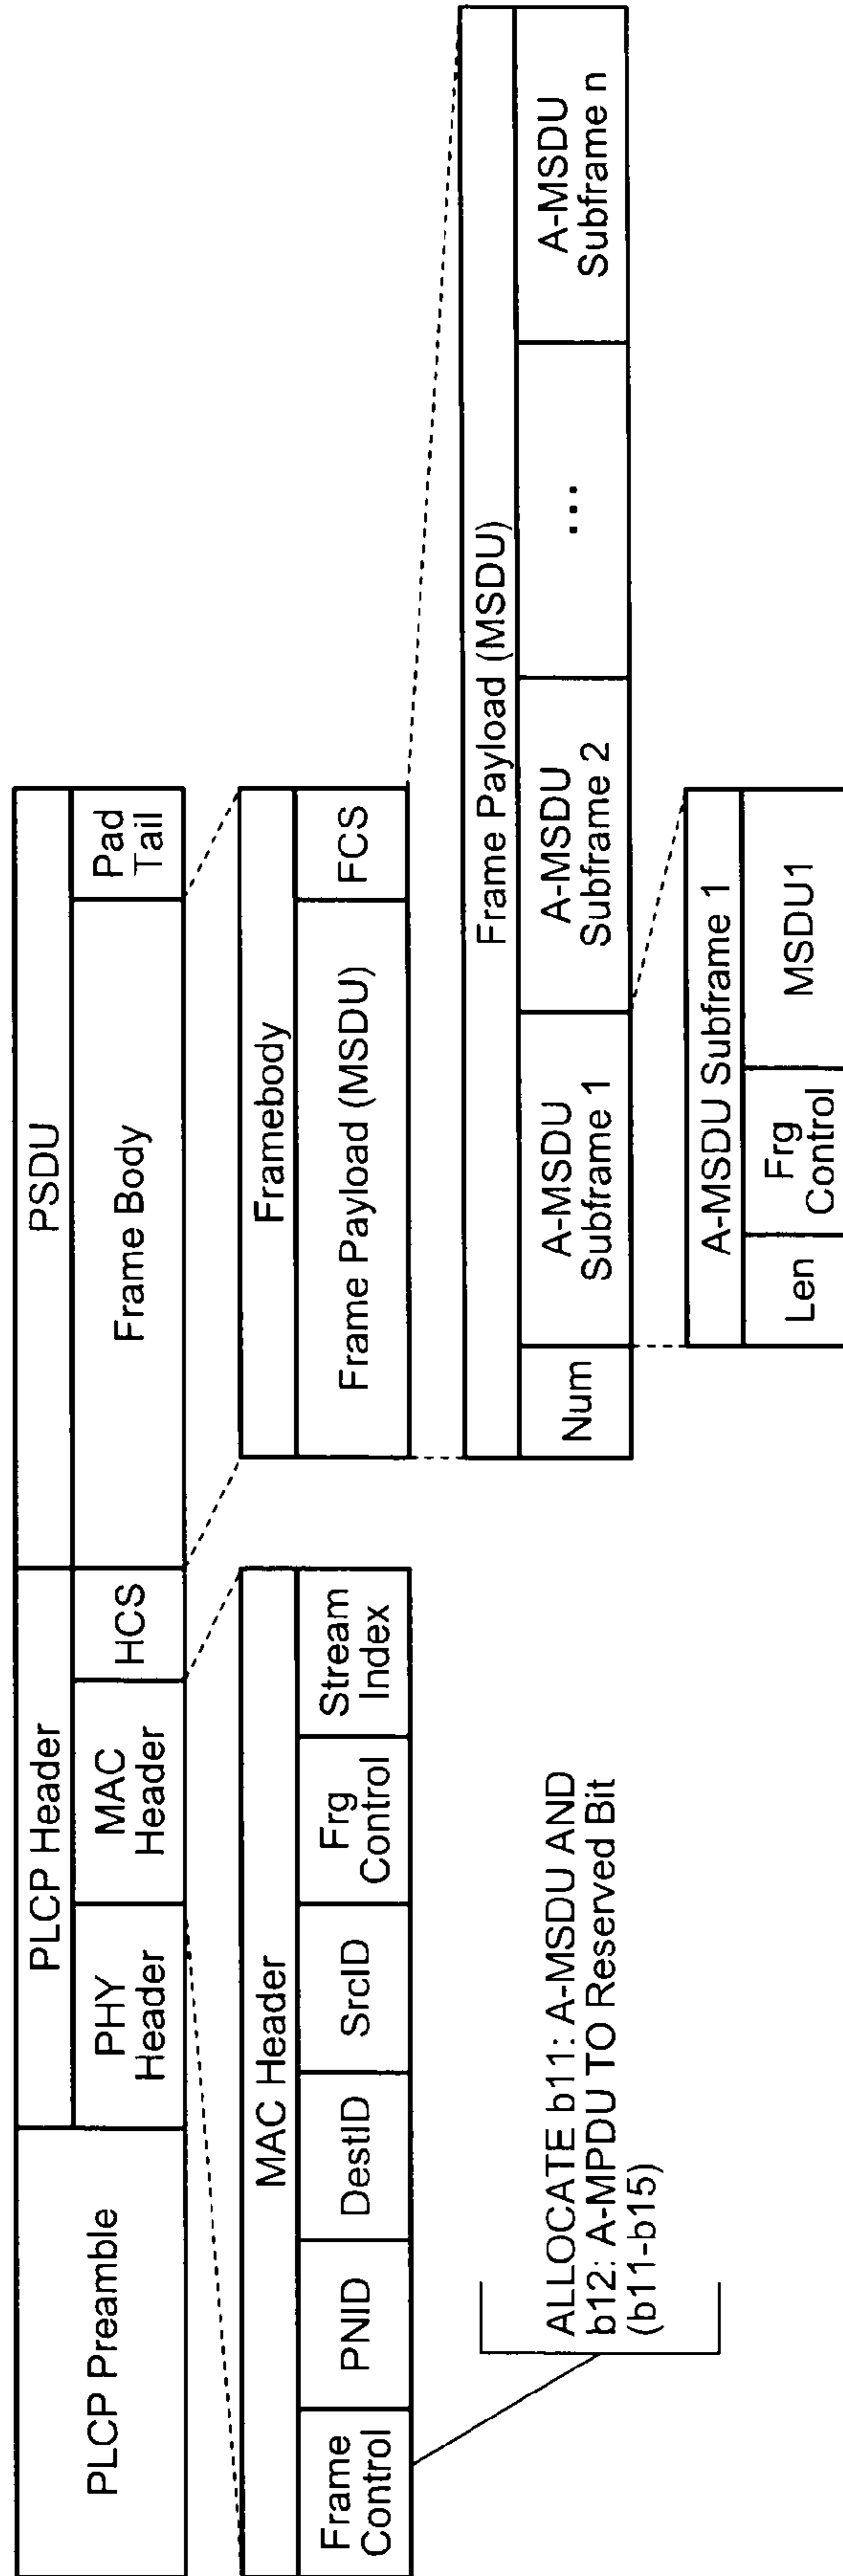 PLCP Preamble
PLCP Header
PSDU
PHY
Header
MAC
Header
HCS
Frame Body
Pad
Tail
MAC Header
Frame
Control
PNID
DestID
SrcID
Frg
Control
Stream
Index
Framebody
Frame Payload (MSDU)
FCS
ALLOCATE b11: A-MSDU AND
b12: A-MPDU TO Reserved Bit
(b11-b15)
Frame Payload (MSDU)
Num
A-MSDU
Subframe 1
A-MSDU
Subframe 2
...
A-MSDU
Subframe n
A-MSDU Subframe 1
Len
Frg
Control
MSDU1